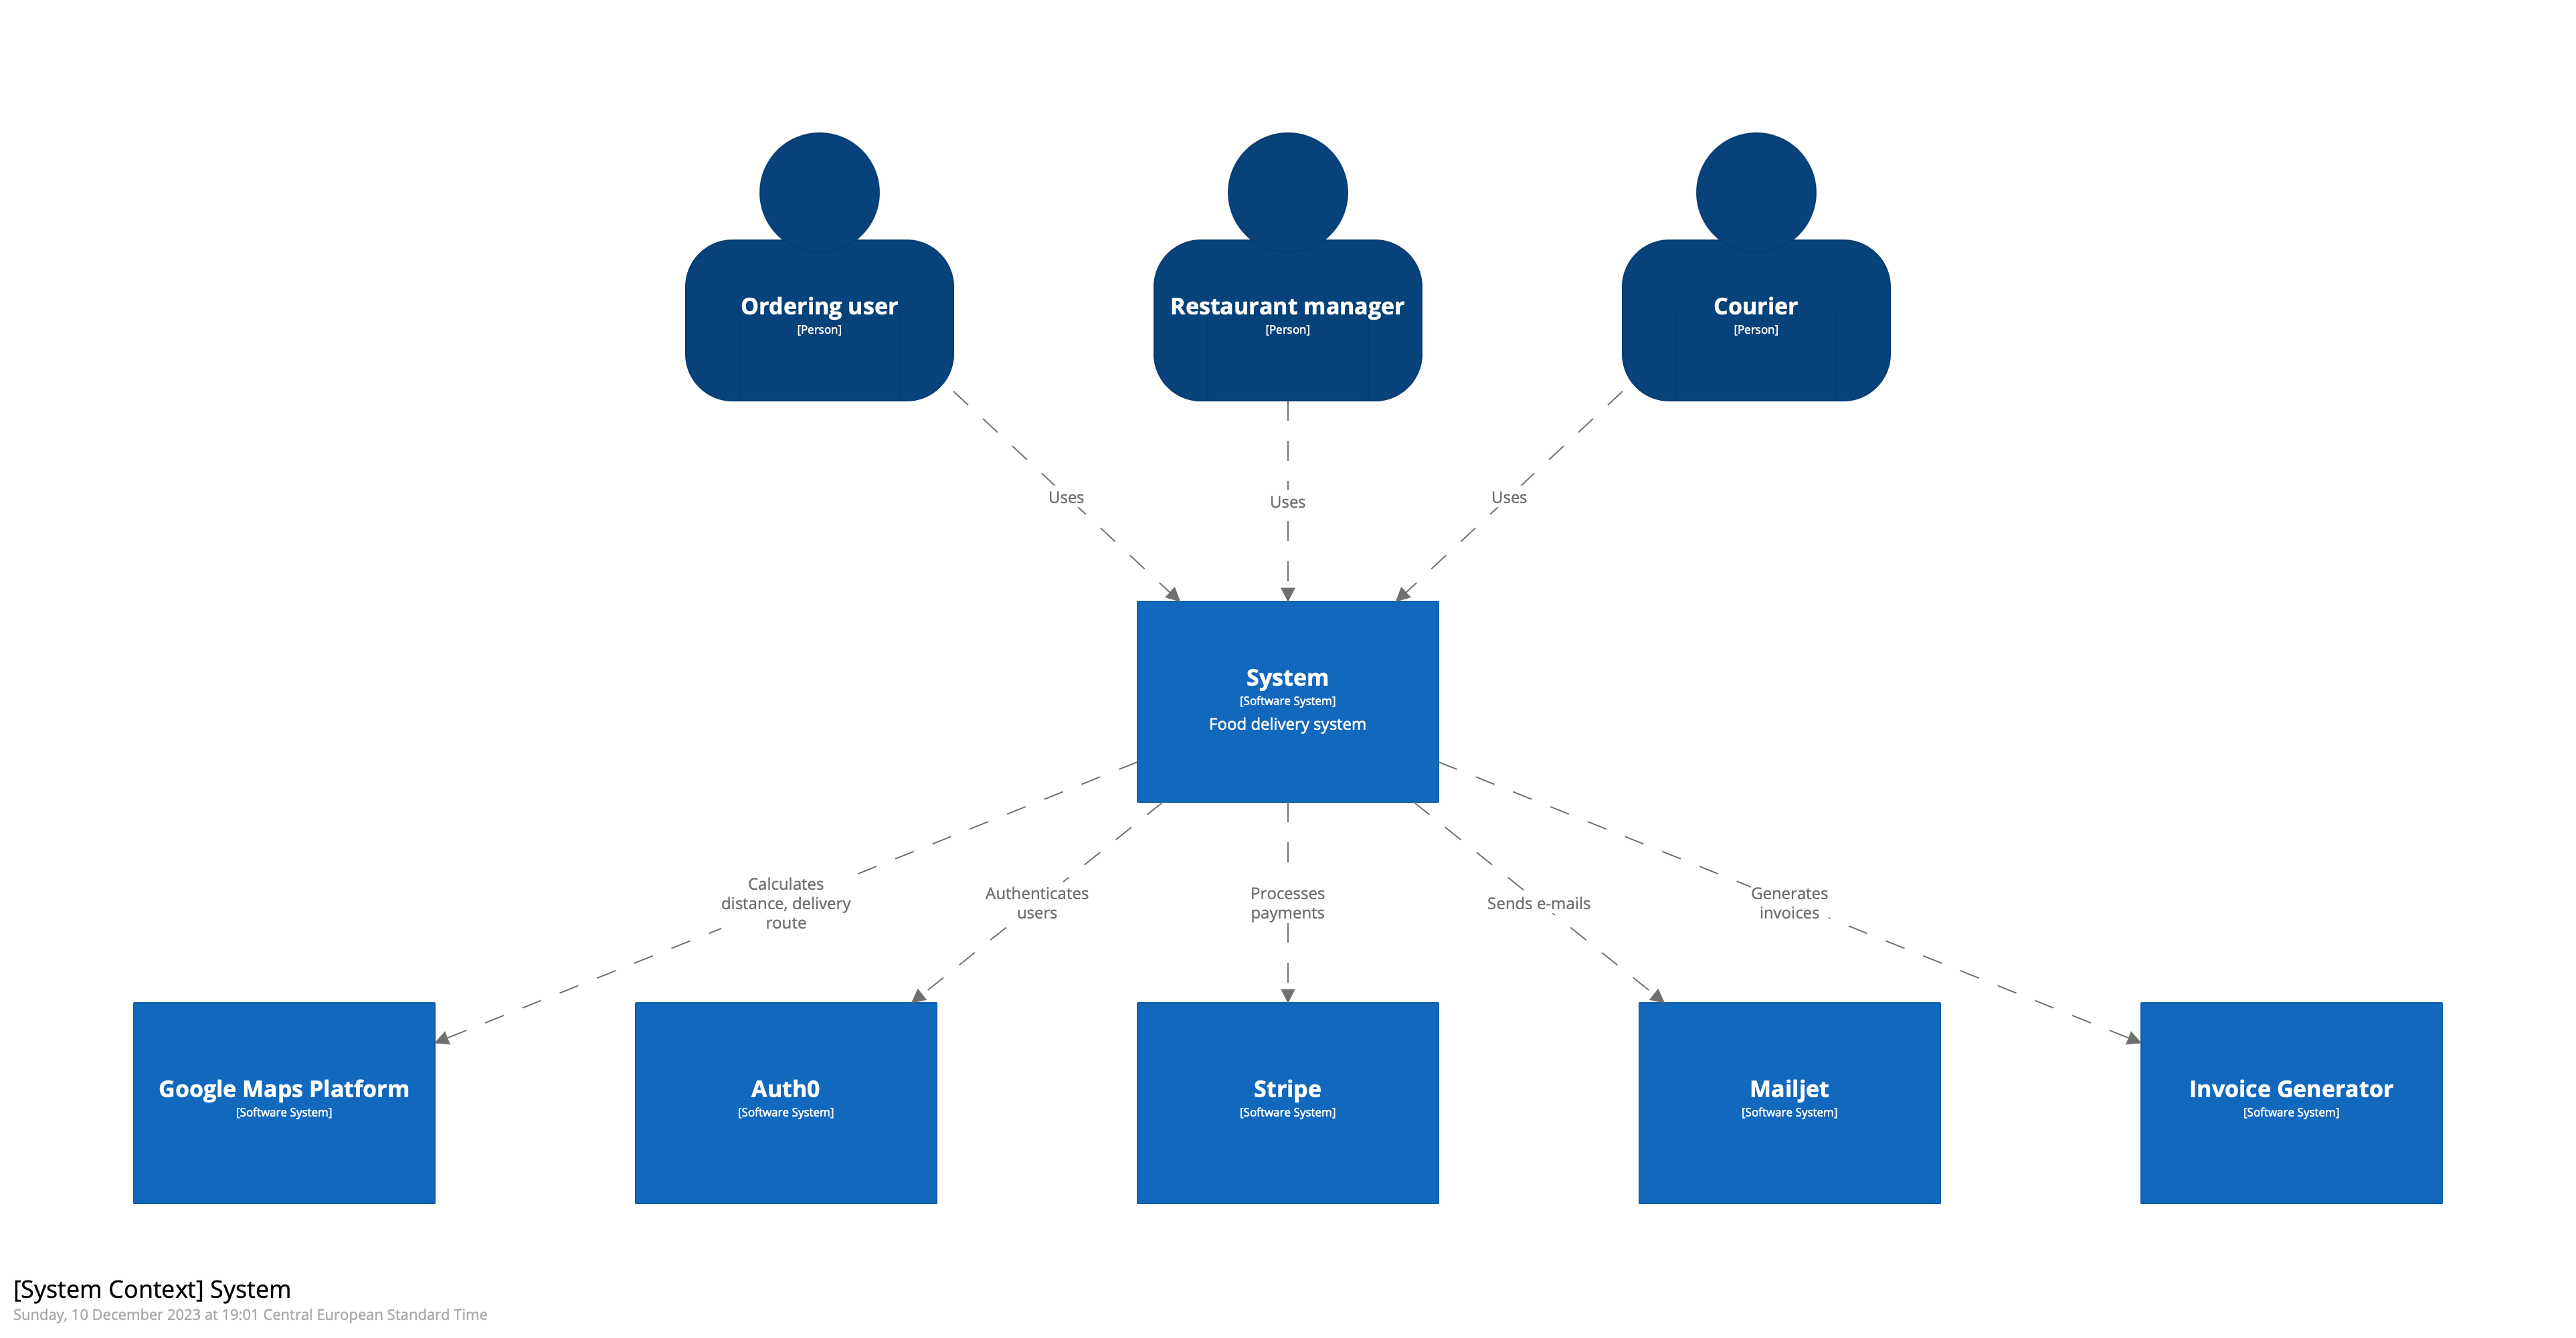 Ordering user
[Person]
Restaurant manager
[Person]
Courier
[Person]
Uses
Uses
Uses
System
[Software System]
Food delivery system
Calculates
distance, delivery
route
Authenticates
users
Processes
payments
Sends e-mails
Generates
invoices
Google Maps Platform
[Software System]
Auth0
[Software System]
Stripe
[Software System]
Mailjet
[Software System]
Invoice Generator
[Software System]
[System Context] System
Sunday, 10 December 2023 at 19:01 Central European Standard Time